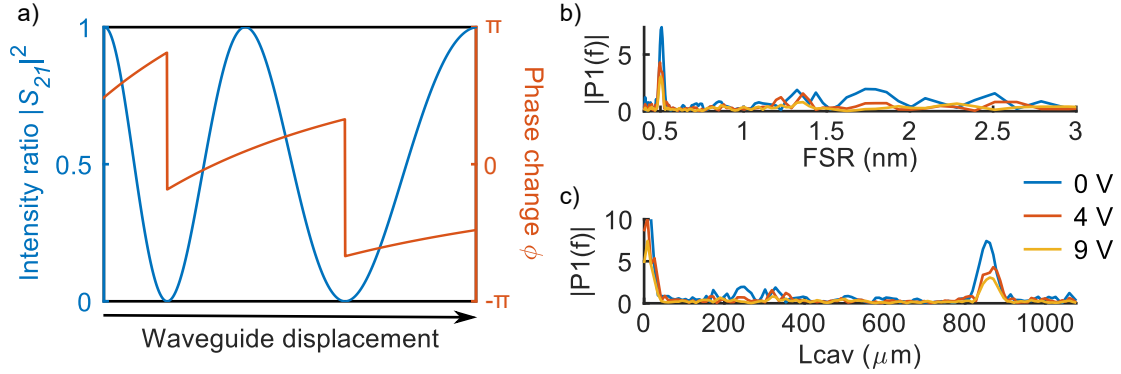 a)
1
0.5
0
Intensity ratio |S21|²
π
0
-π
Phase change ϕ
Waveguide displacement
b)
5
0
|P1(f)|
0.5 1 1.5 2 2.5 3
FSR (nm)
0 V
4 V
9 V
c)
10
5
0
|P1(f)|
0 200 400 600 800 1000
Lcav (μm)